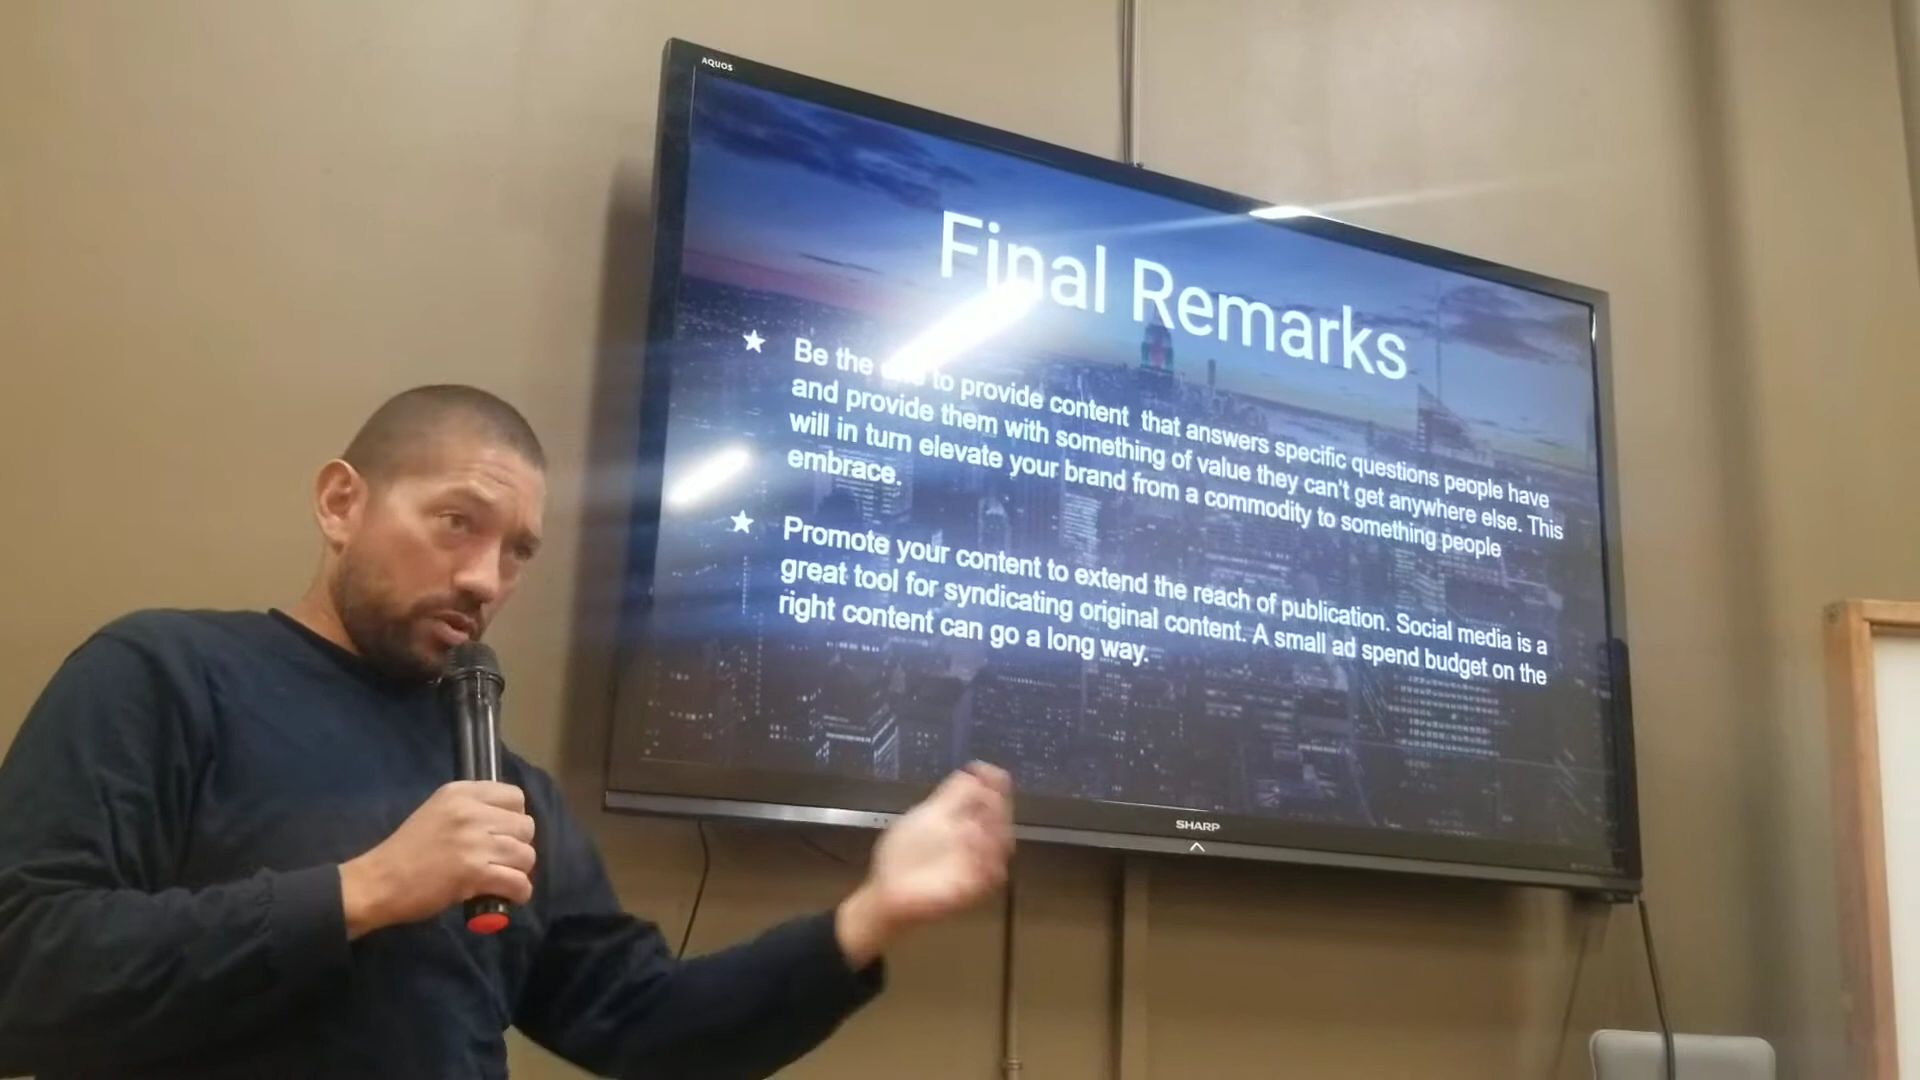 AQUOS
Final Remarks
Be the one to provide content that answers specific questions people have
and provide them with something of value they can't get anywhere else. This
will in turn elevate your brand from a commodity to something people
embrace.
Promote your content to extend the reach of publication. Social media is a
great tool for syndicating original content. A small ad spend budget on the
right content can go a long way.
SHARP